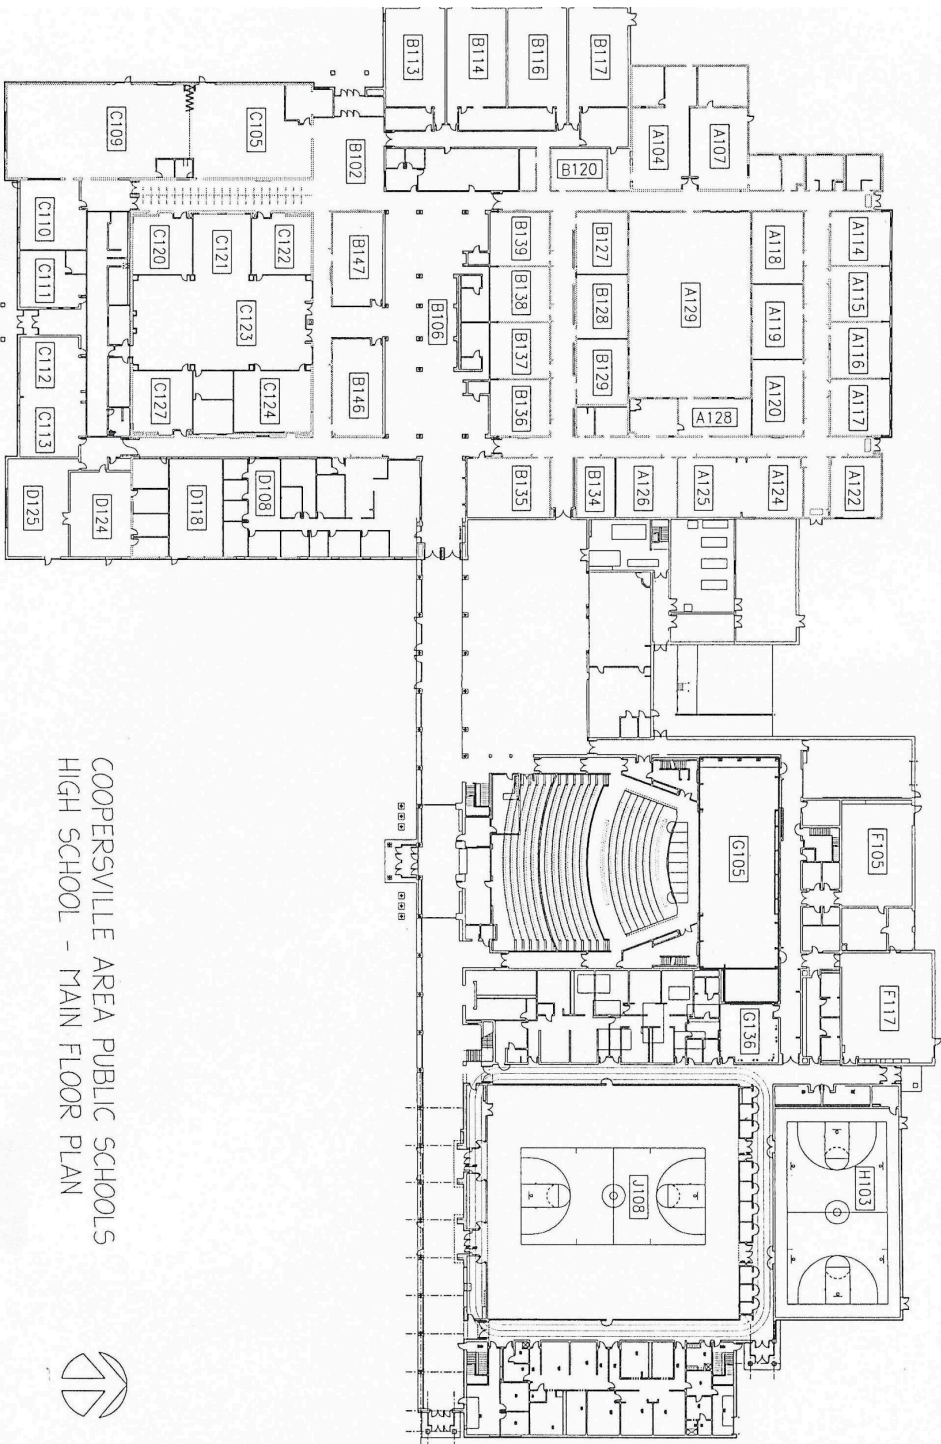 B113
B114
B116
B117
C109
C105
B102
B120
A104
A107
C110
C120
C121
C122
B147
B139
B127
A118
A114
C111
C123
B106
B138
B128
A129
A119
A115
C112
B137
B129
A116
C113
C127
C124
B146
B136
A128
A120
A117
D125
D124
D118
D108
B135
B134
A126
A125
A124
A122
G105
F105
G136
F117
J108
H103
COOPERSVILLE AREA PUBLIC SCHOOLS
HIGH SCHOOL - MAIN FLOOR PLAN